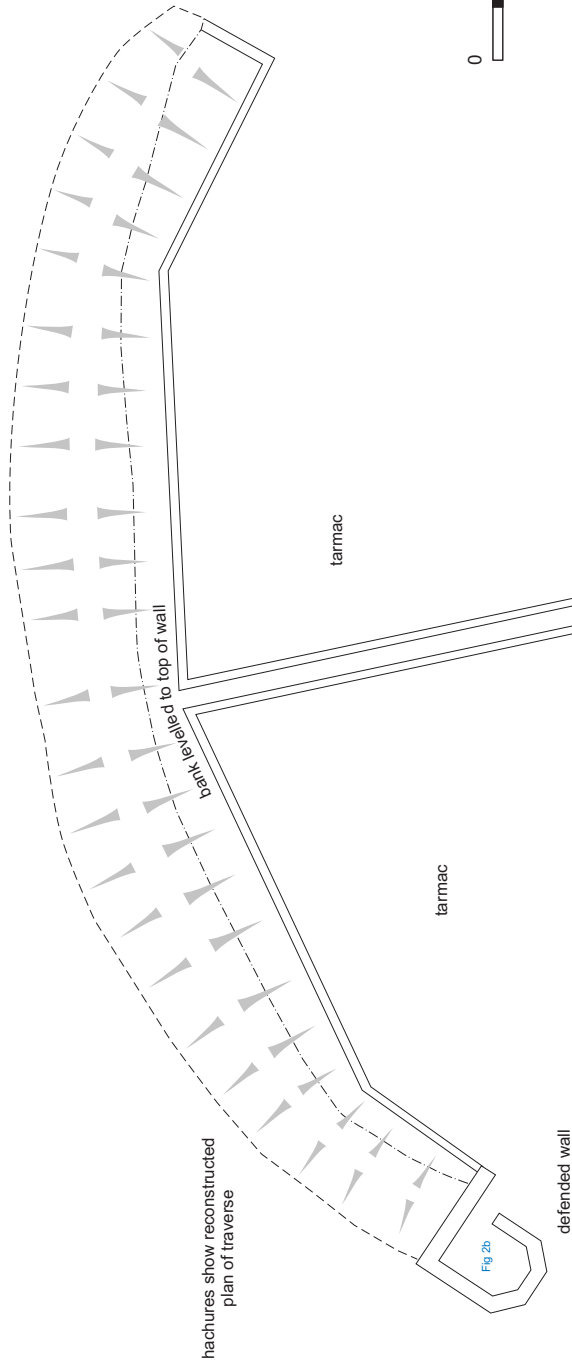 hachures show reconstructed
plan of traverse
bank levelled to top of wall
tarmac
tarmac
Fig 2b
defended wall
0